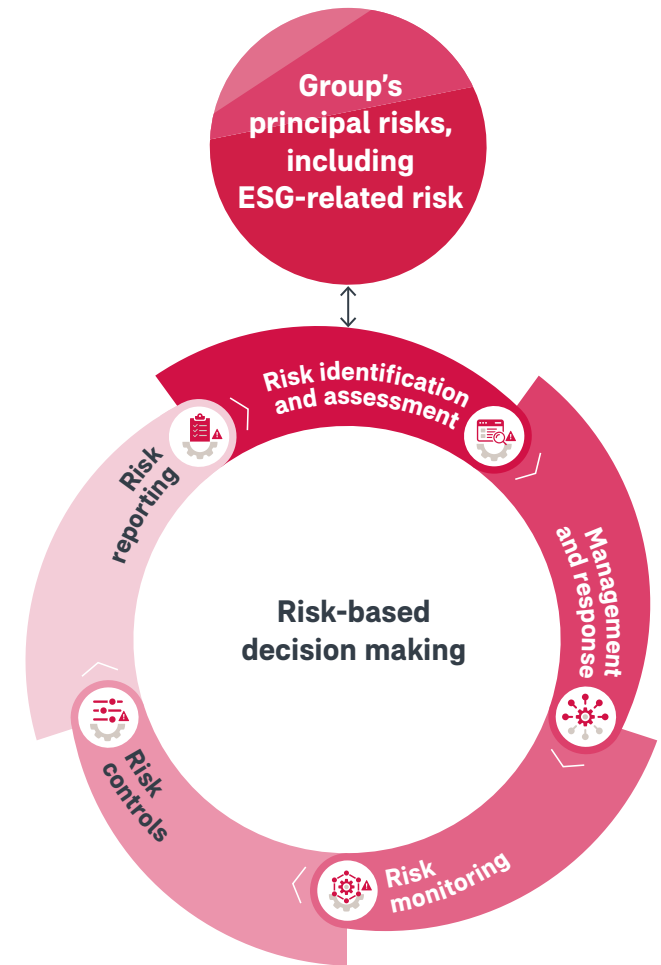 Group’s
principal risks,
including
ESG-related risk
Risk identification
and assessment
Management
and response
Risk
monitoring
Risk
controls
Risk
reporting
Risk-based
decision making